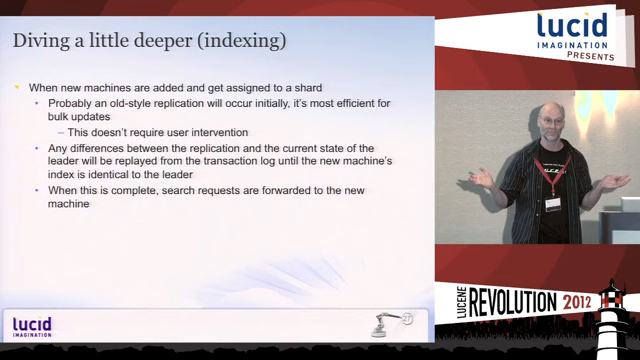 Diving a little deeper (indexing)
When new machines are added and get assigned to a shard
Probably an old-style replication will occur initially, it's most efficient for
bulk updates
– This doesn't require user intervention
Any differences between the replication and the current state of the
leader will be replayed from the transaction log until the new machine's
index is identical to the leader
When this is complete, search requests are forwarded to the new
machine
lucid
IMAGINATION
lucid
IMAGINATION
PRESENTS
LUCENE
REVOLUTION 2012